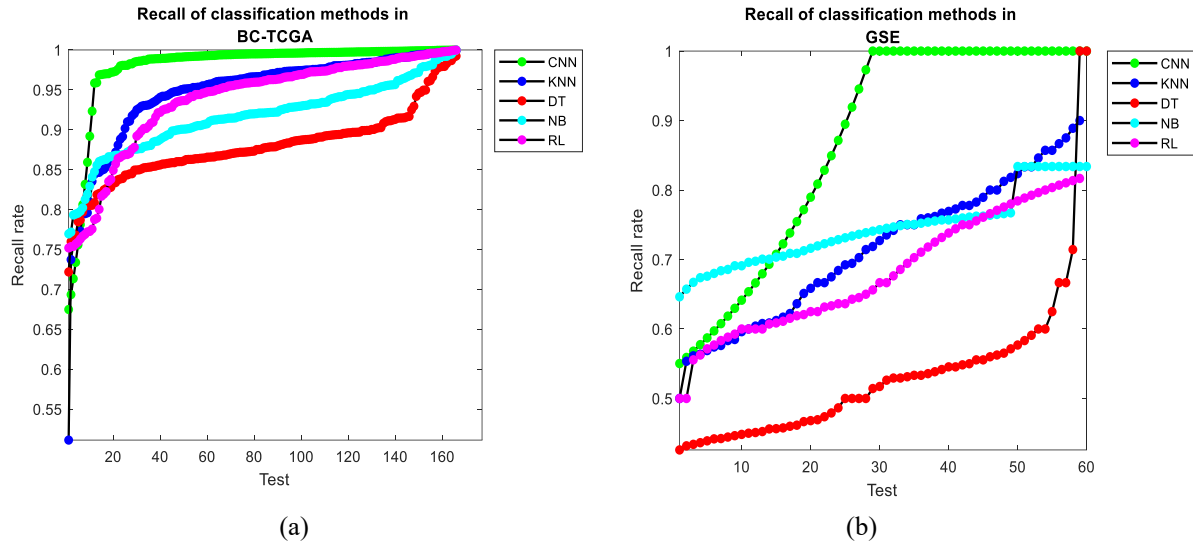 Recall of classification methods in
BC-TCGA
1
0.95
0.9
0.85
0.8
0.75
0.7
0.65
0.6
0.55
Recall rate
20
40
60
80
100
120
140
160
Test
CNN
KNN
DT
NB
RL
(a)
Recall of classification methods in
GSE
1
0.9
0.8
0.7
0.6
0.5
Recall rate
10
20
30
40
50
60
Test
CNN
KNN
DT
NB
RL
(b)